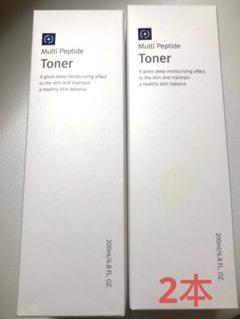 Multi Peptide
Toner
it gives deep moisturizing effect
to the skin and maintain
a healthy skin balance
200ml/6.8 FL. OZ.
Multi Peptide
Toner
it gives deep moisturizing effect
to the skin and maintain
a healthy skin balance
200ml/6.8 FL. OZ.
2本